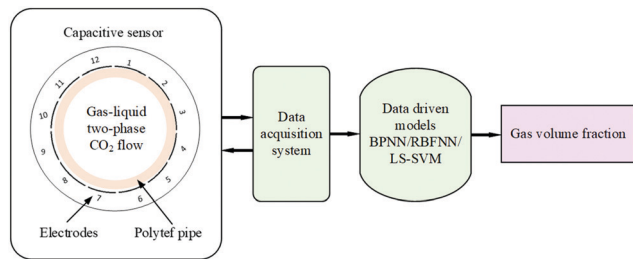 Capacitive sensor
12
1
11
2
10
3
9
4
8
5
7
6
Gas-liquid
two-phase
CO₂ flow
Electrodes
Polytef pipe
Data
acquisition
system
Data driven
models
BPNN/RBFNN/
LS-SVM
Gas volume fraction